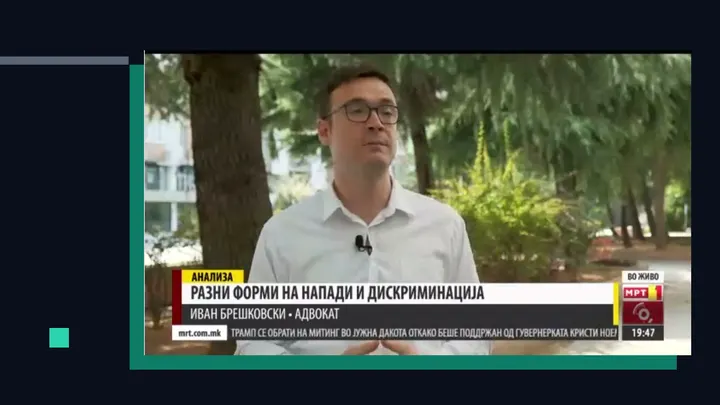 АНАЛИЗА
ВО ЖИВО
РАЗНИ ФОРМИ НА НАПАДИ И ДИСКРИМИНАЦИЈА
МРТ 1
ИВАН БРЕШКОВСКИ • АДВОКАТ
mrt.com.mk
ТРАМП СЕ ОБРАТИ НА МИТИНГ ВО ЈУЖНА ДАКОТА ОТКАКО БЕШЕ ПОДДРЖАН ОД ГУВЕРНЕРКАТА КРИСТИ
19:47